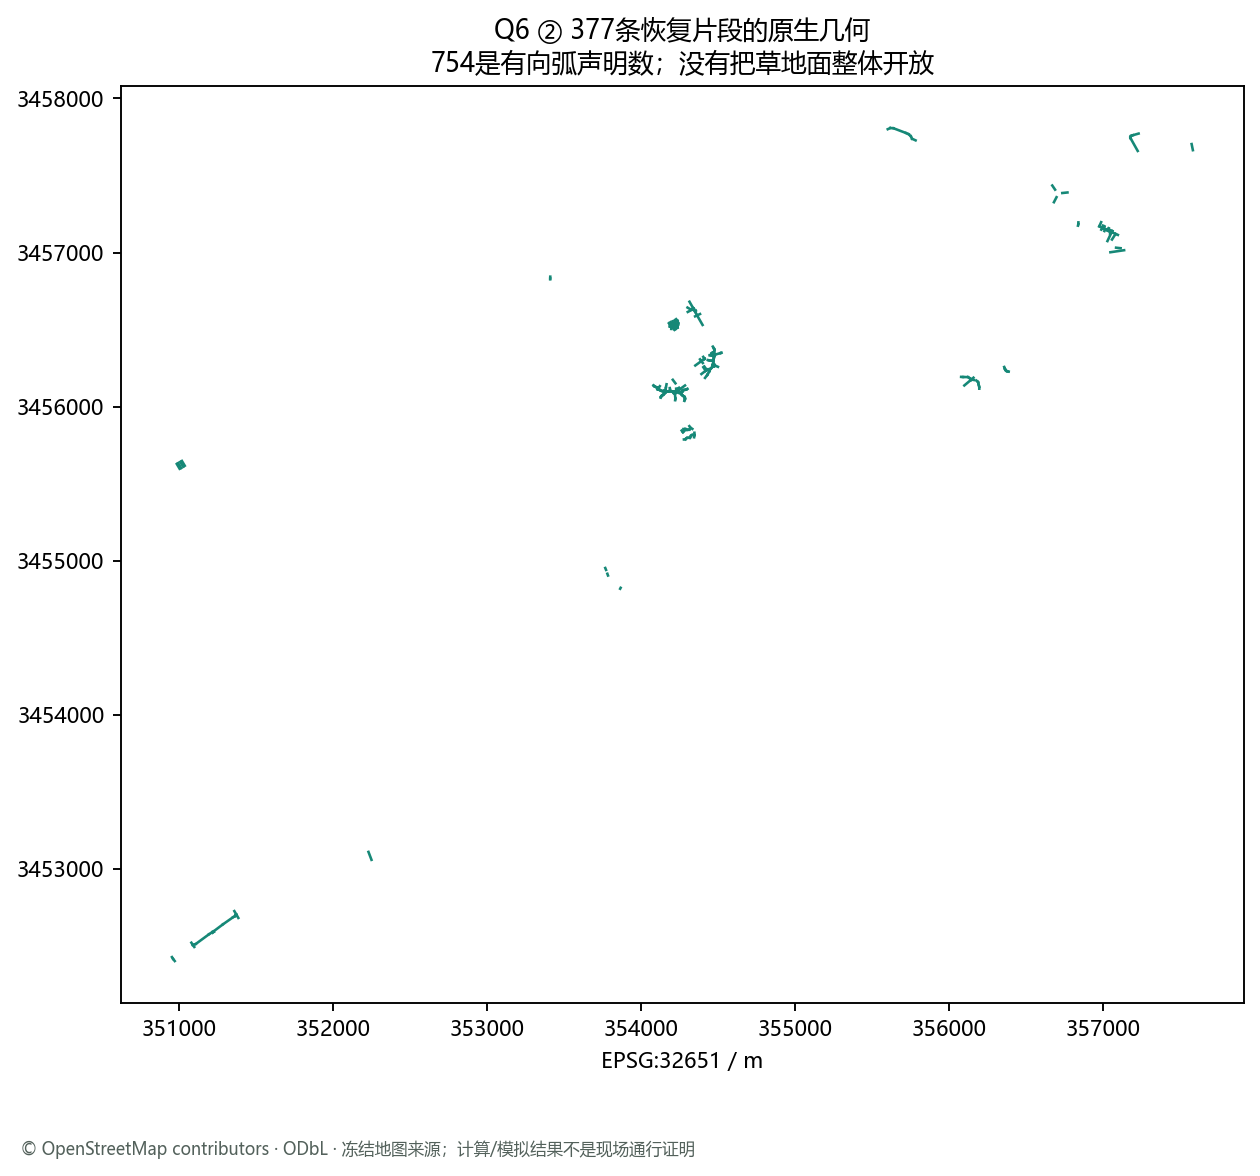 Q6 ② 377条恢复片段的原生几何
754是有向弧声明数；没有把草地面整体开放
3458000
3457000
3456000
3455000
3454000
3453000
351000 352000 353000 354000 355000 356000 357000
EPSG:32651 / m
© OpenStreetMap contributors · ODbL · 冻结地图来源；计算/模拟结果不是现场通行证明